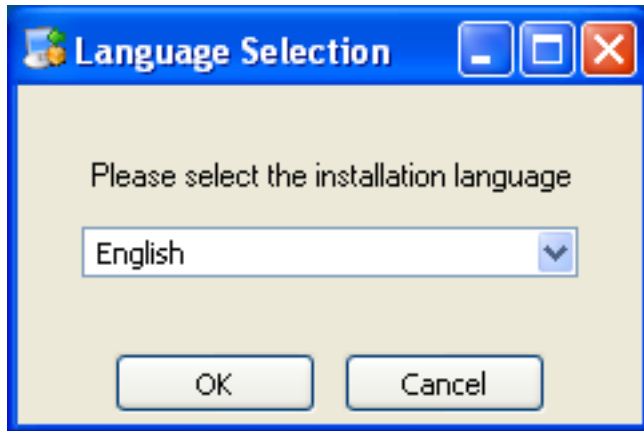 Language Selection
Please select the installation language
English
OK
Cancel